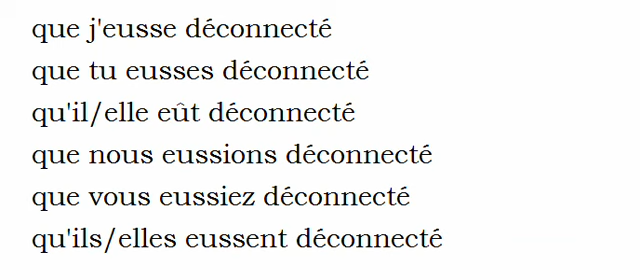 que j'eusse déconnecté
que tu eusses déconnecté
qu'il/elle eût déconnecté
que nous eussions déconnecté
que vous eussiez déconnecté
qu'ils/elles eussent déconnecté